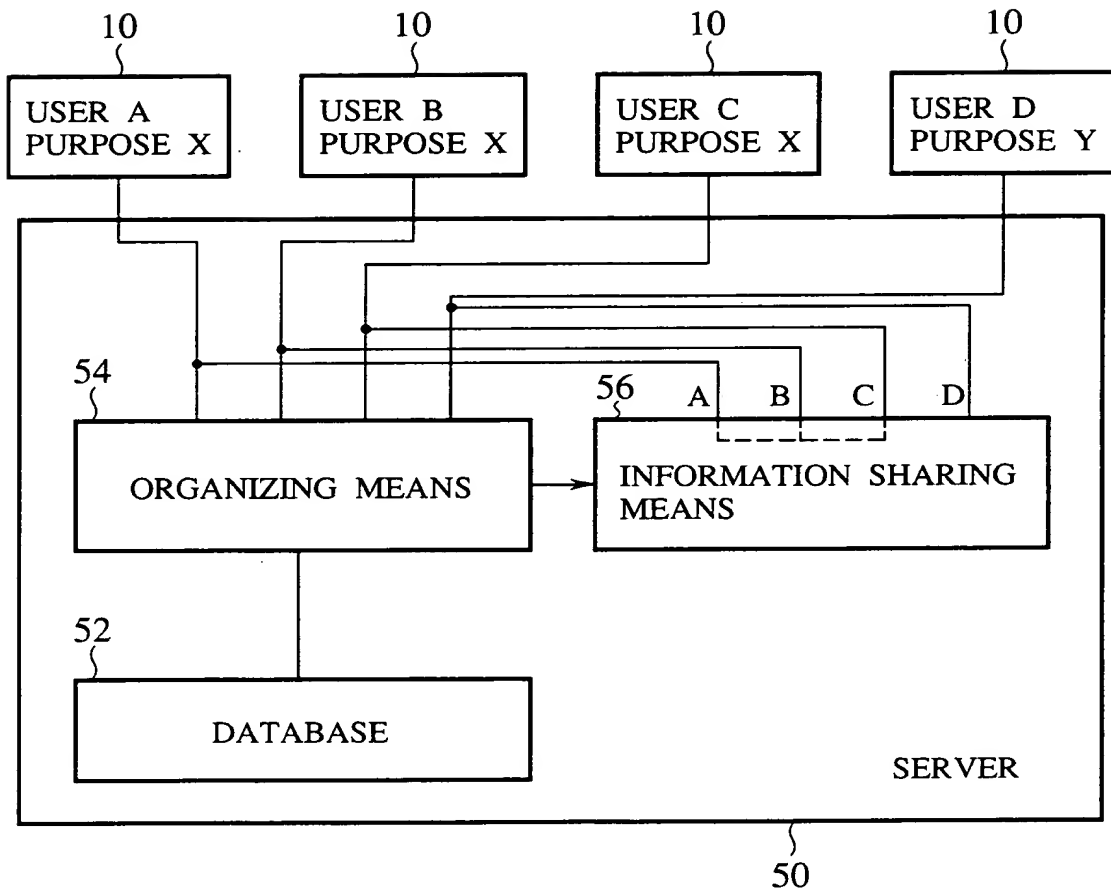 10
10
10
10
USER A
PURPOSE X
USER B
PURPOSE X
USER C
PURPOSE X
USER D
PURPOSE Y
54
56
A
B
C
D
ORGANIZING MEANS
INFORMATION SHARING
MEANS
52
DATABASE
SERVER
50